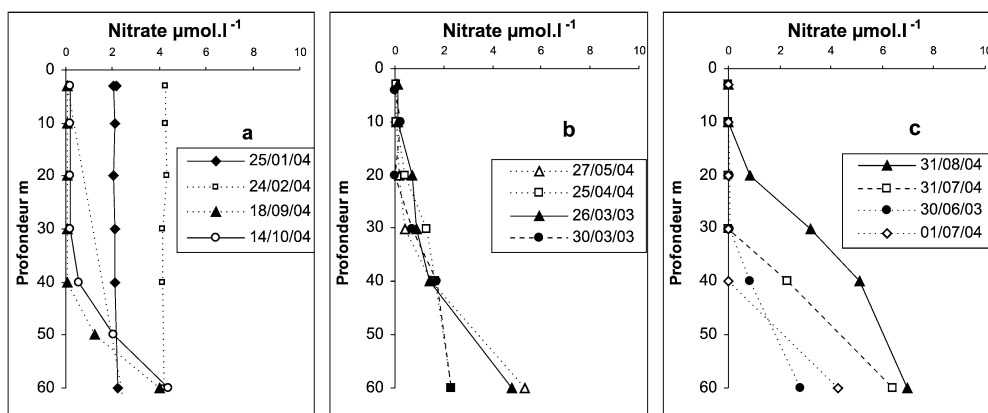 Nitrate µmol.l⁻¹
0 2 4 6 8 10
0
10
20
30
40
50
60
Profondeur m
a
25/01/04
24/02/04
18/09/04
14/10/04
Nitrate µmol.l⁻¹
0 2 4 6 8 10
0
10
20
30
40
50
60
Profondeur m
b
27/05/04
25/04/04
26/03/03
30/03/03
Nitrate µmol.l⁻¹
0 2 4 6 8 10
0
10
20
30
40
50
60
Profondeur m
c
31/08/04
31/07/04
30/06/03
01/07/04